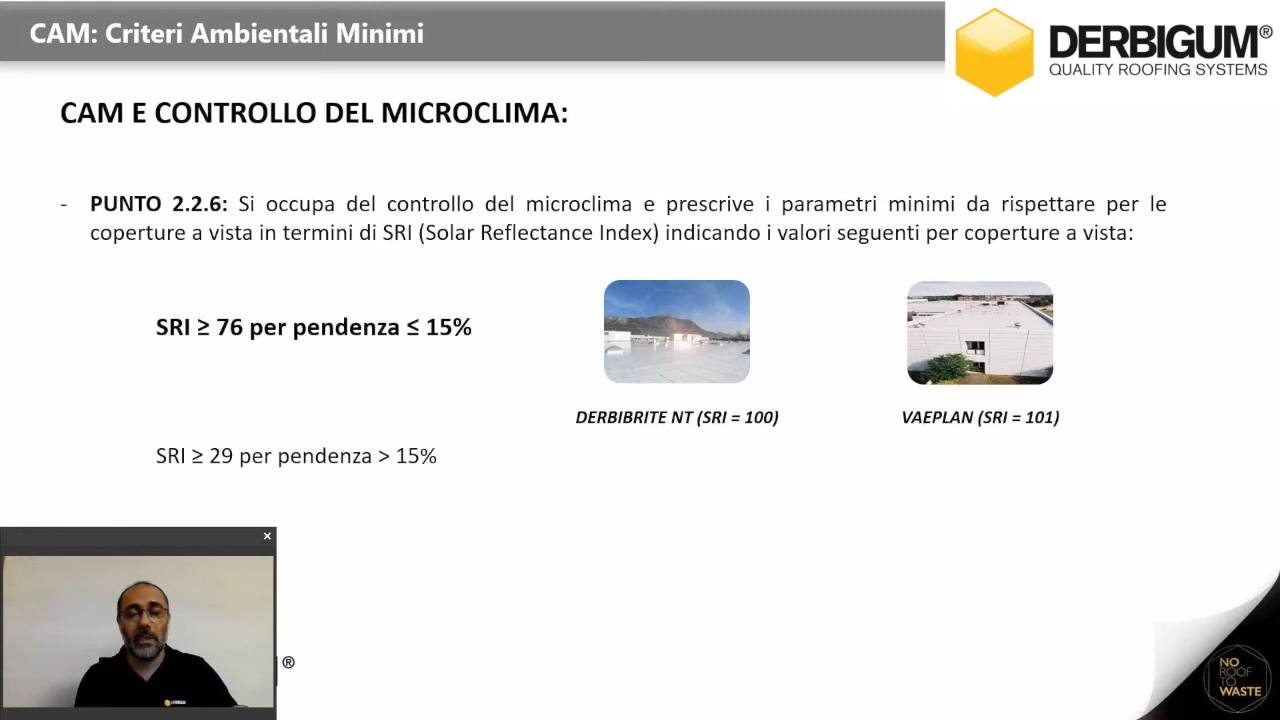 CAM: Criteri Ambientali Minimi
DERBIGUM®
QUALITY ROOFING SYSTEMS
CAM E CONTROLLO DEL MICROCLIMA:
- PUNTO 2.2.6: Si occupa del controllo del microclima e prescrive i parametri minimi da rispettare per le
coperture a vista in termini di SRI (Solar Reflectance Index) indicando i valori seguenti per coperture a vista:
SRI ≥ 76 per pendenza ≤ 15%
DERBIBRITE NT (SRI = 100)
VAEPLAN (SRI = 101)
SRI ≥ 29 per pendenza > 15%
×
®
DERBIGUM
NO
ROOF
TO
WASTE